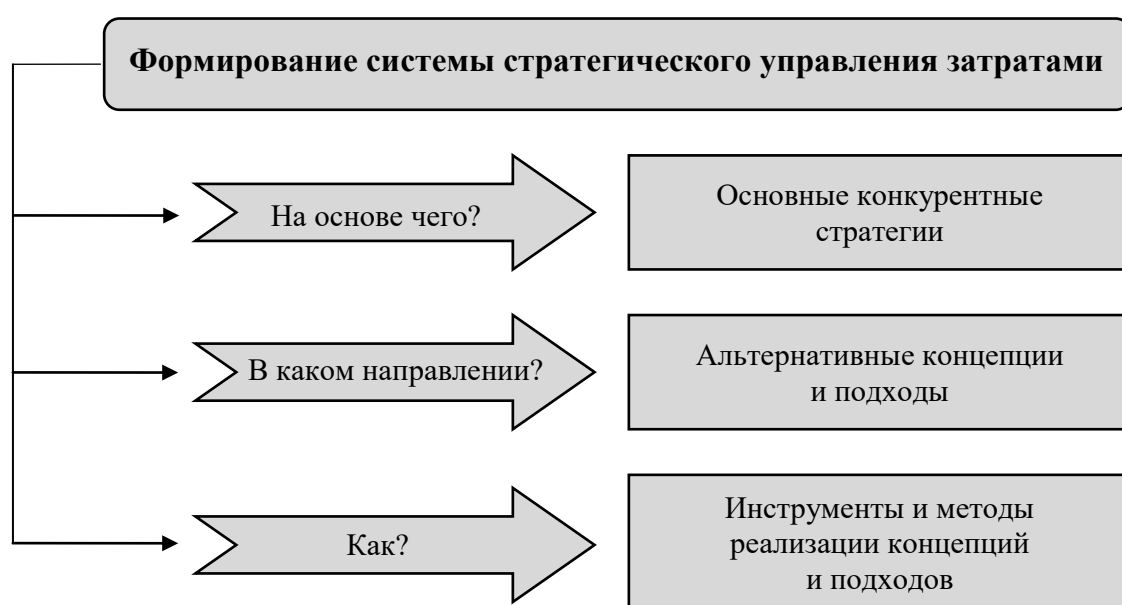 Формирование системы стратегического управления затратами
На основе чего?
Основные конкурентные
стратегии
В каком направлении?
Альтернативные концепции
и подходы
Как?
Инструменты и методы
реализации концепций
и подходов